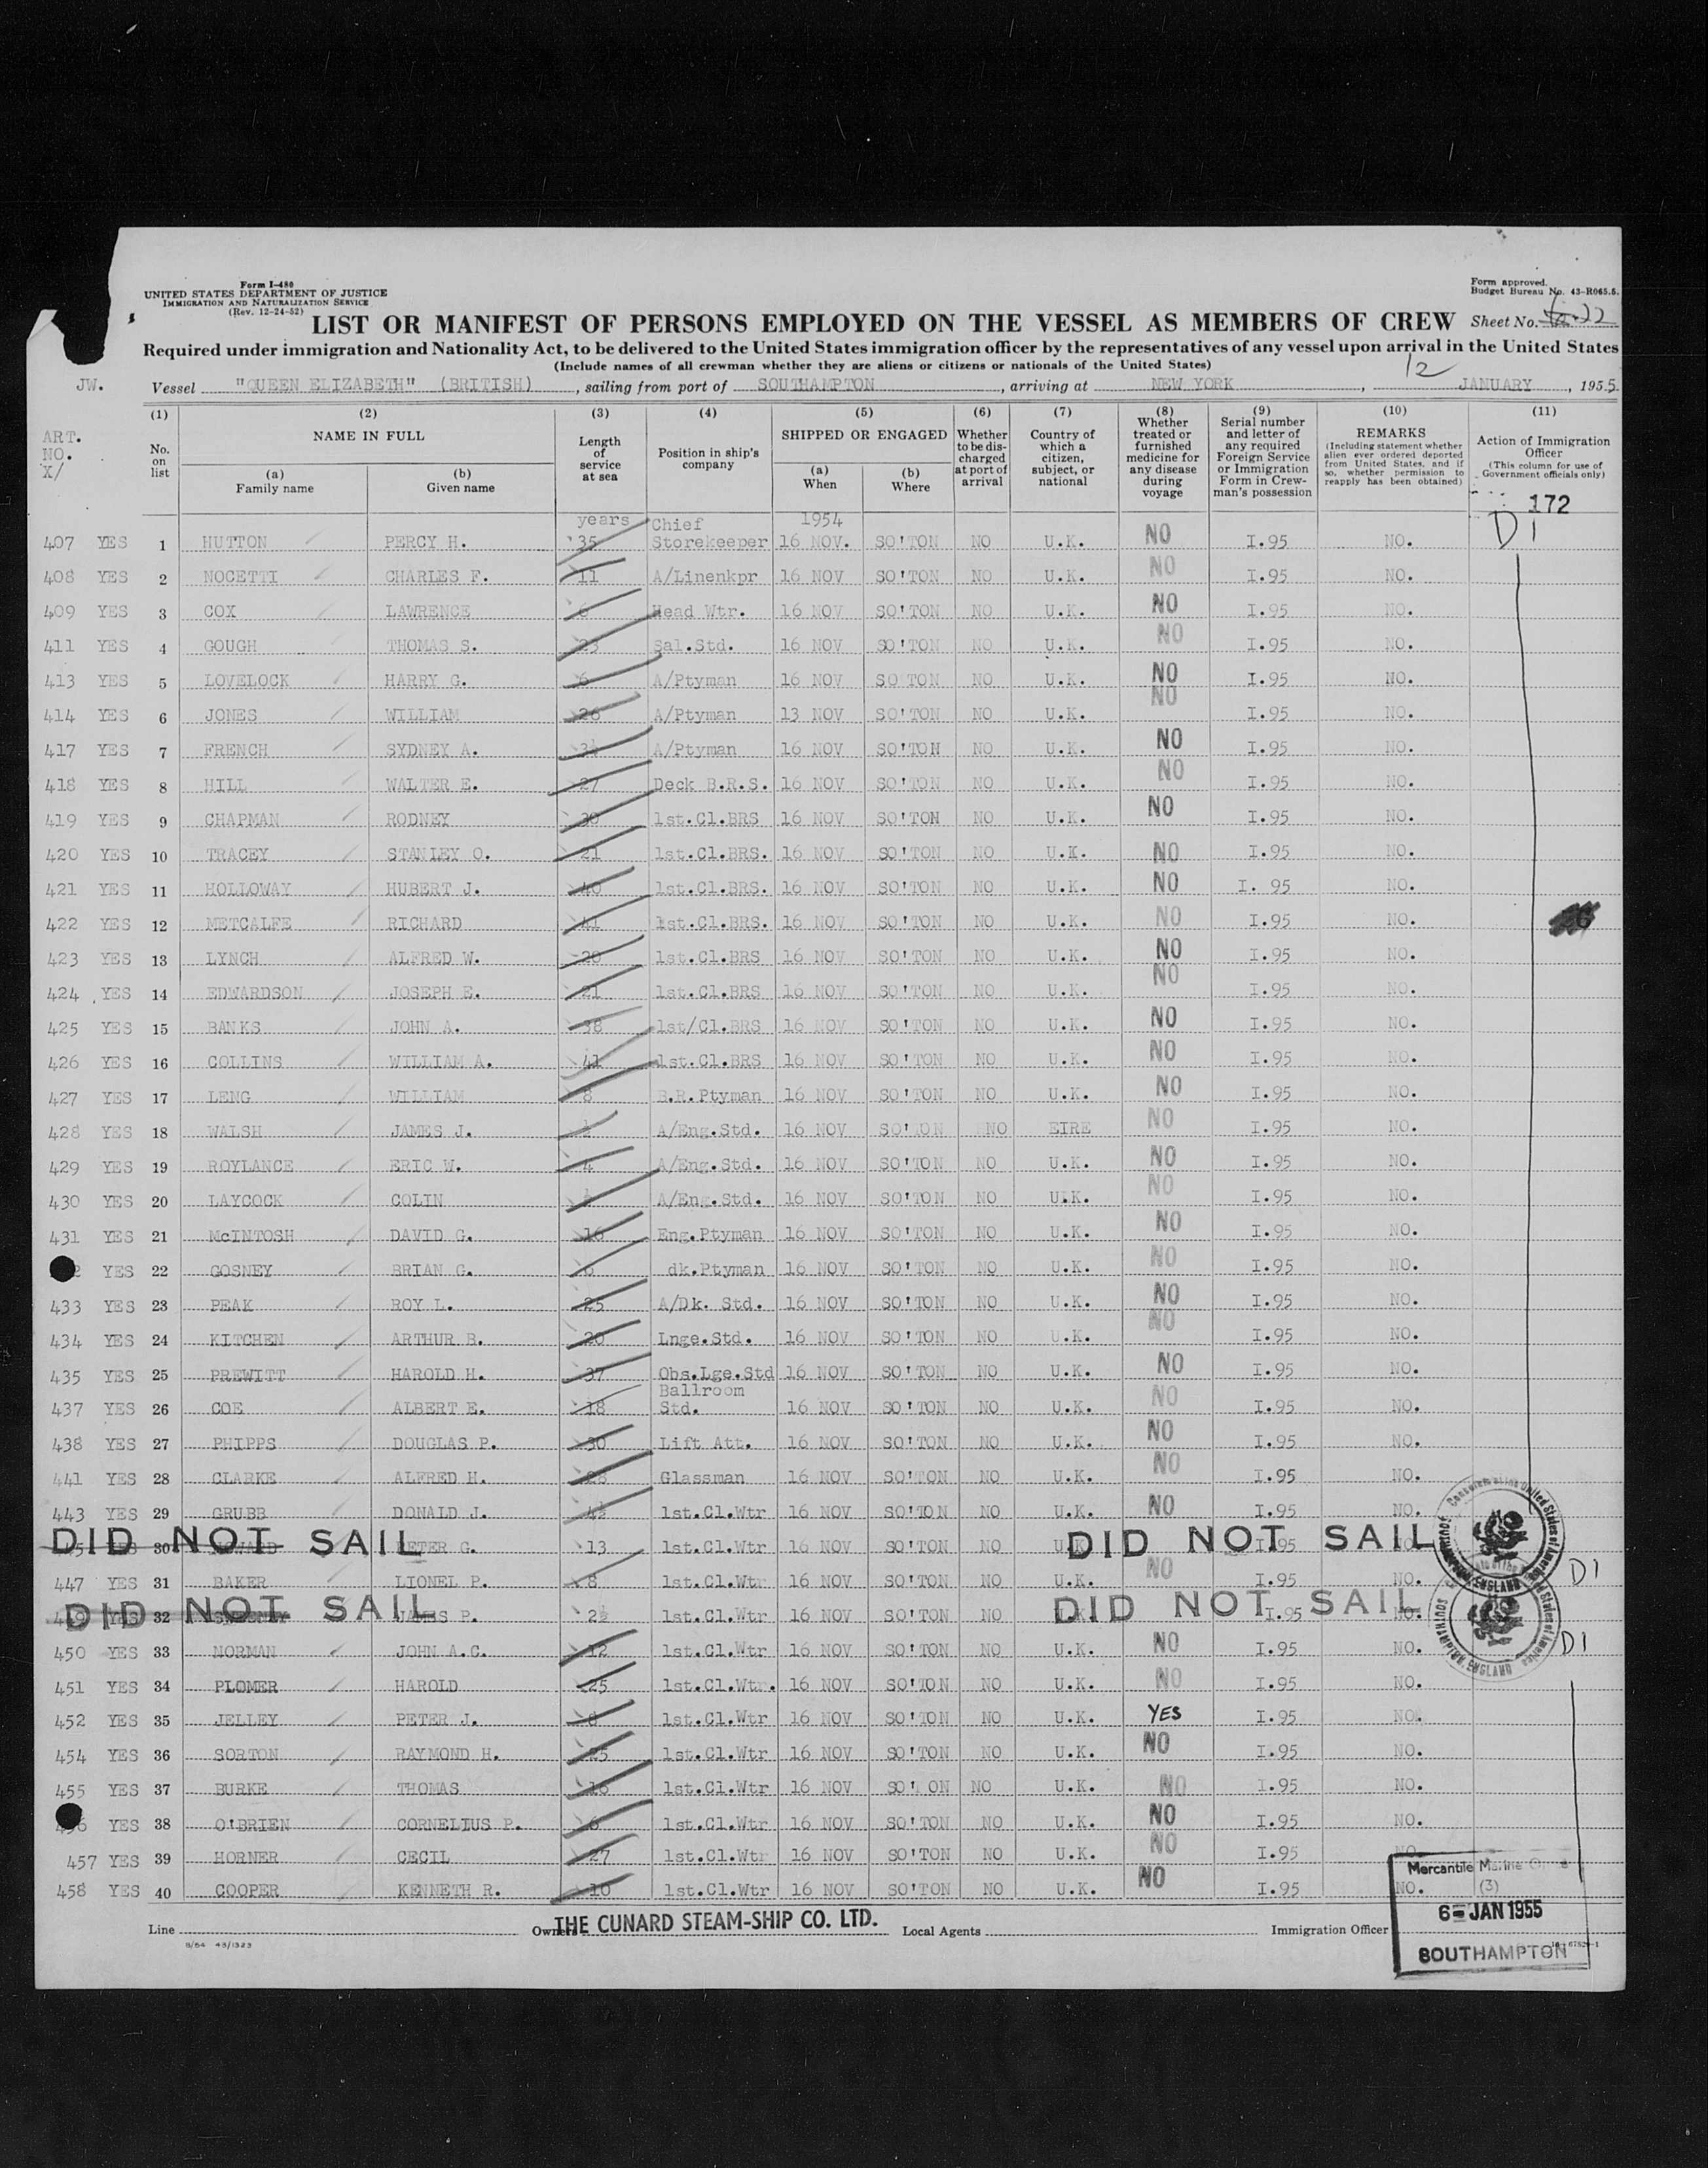 Form I-480
UNITED STATES DEPARTMENT OF JUSTICE
IMMIGRATION AND NATURALIZATION SERVICE
(Rev. 12-24-52)
Form approved.
Budget Bureau No. 43-R065.5.
LIST OR MANIFEST OF PERSONS EMPLOYED ON THE VESSEL AS MEMBERS OF CREW Sheet No. 22
Required under immigration and Nationality Act, to be delivered to the United States immigration officer by the representatives of any vessel upon arrival in the United States
(Include names of all crewman whether they are aliens or citizens or nationals of the United States)
JW. Vessel "QUEEN ELIZABETH" (BRITISH), sailing from port of SOUTHAMPTON, arriving at NEW YORK, 12 JANUARY, 1955
ART. NO. X/
(1) No. on list
(2) NAME IN FULL (a) Family name (b) Given name
(3) Length of service at sea
(4) Position in ship's company
(5) SHIPPED OR ENGAGED (a) When (b) Where
(6) Whether to be discharged at port of arrival
(7) Country of which a citizen, subject, or national
(8) Whether treated or furnished medicine for any disease during voyage
(9) Serial number and letter of any required Foreign Service or Immigration Form in Crewman's possession
(10) REMARKS (Including statement whether alien ever ordered deported from United States, and if so, whether permission to reapply has been obtained)
(11) Action of Immigration Officer (This column for use of Government officials only)
172
years Chief 1954 D1
407 YES 1 HUTTON PERCY H. 35 Storekeeper 16 NOV. SO'TON NO U.K. NO I.95 NO.
408 YES 2 NOCETTI CHARLES F. 11 A/Linenkpr 16 NOV SO'TON NO U.K. NO I.95 NO.
409 YES 3 COX LAWRENCE Head Wtr. 16 NOV SO'TON NO U.K. NO I.95 NO.
411 YES 4 GOUGH THOMAS S. 23 Sal.Std. 16 NOV SO'TON NO U.K. NO I.95 NO.
413 YES 5 LOVELOCK HARRY G. 6 A/Ptyman 16 NOV SO TON NO U.K. NO I.95 NO.
414 YES 6 JONES WILLIAM 26 A/Ptyman 13 NOV SO'TON NO U.K. NO I.95 NO.
417 YES 7 FRENCH SYDNEY A. A/Ptyman 16 NOV SO'TOH NO U.K. NO I.95 NO.
418 YES 8 HILL WALTER E. 27 Deck B.R.S. 16 NOV SO'TON NO U.K. NO I.95 NO.
419 YES 9 CHAPMAN RODNEY 30 1st.Cl.BRS 16 NOV SO'TON NO U.K. NO I.95 NO.
420 YES 10 TRACEY STANLEY O. 21 1st.Cl.BRS. 16 NOV SO'TON NO U.K. NO I.95 NO.
421 YES 11 HOLLOWAY HUBERT J. 40 1st.Cl.BRS. 16 NOV SO'TON NO U.K. NO I. 95 NO.
422 YES 12 METCALFE RICHARD 41 1st.Cl.BRS. 16 NOV SO'TON NO U.K. NO I.95 NO.
423 YES 13 LYNCH ALFRED W. 20 1st.Cl.BRS 16 NOV SO'TON NO U.K. NO I.95 NO.
424 YES 14 EDWARDSON JOSEPH E. 21 1st.Cl.BRS 16 NOV SO'TON NO U.K. NO I.95 NO.
425 YES 15 BANKS JOHN A. 38 1st/Cl.BRS 16 NOV SO'TON NO U.K. NO I.95 NO.
426 YES 16 COLLINS WILLIAM A. 41 1st.Cl.BRS 16 NOV SO'TON NO U.K. NO I.95 NO.
427 YES 17 LENG WILLIAM 8 B.R.Ptyman 16 NOV SO'TON NO U.K. NO I.95 NO.
428 YES 18 WALSH JAMES J. A/Eng.Std. 16 NOV SO'TON NO EIRE NO I.95 NO.
429 YES 19 ROYLANCE ERIC W. 4 A/Eng.Std. 16 NOV SO'TON NO U.K. NO I.95 NO.
430 YES 20 LAYCOCK COLIN A/Eng.Std. 16 NOV SO'TON NO U.K. NO I.95 NO.
431 YES 21 McINTOSH DAVID G. 16 Eng.Ptyman 16 NOV SO'TON NO U.K. NO I.95 NO.
YES 22 GOSNEY BRIAN G. 6 dk.Ptyman 16 NOV SO'TON NO U.K. NO I.95 NO.
433 YES 23 PEAK ROY L. 25 A/Dk. Std. 16 NOV SO'TON NO U.K. NO I.95 NO.
434 YES 24 KITCHEN ARTHUR B. 20 Lnge.Std. 16 NOV SO'TON NO U.K. NO I.95 NO.
435 YES 25 PREWITT HAROLD H. 37 Obs.Lge.Std 16 NOV SO'TON NO U.K. NO I.95 NO.
437 YES 26 COE ALBERT E. 18 Ballroom Std. 16 NOV SO'TON NO U.K. NO I.95 NO.
438 YES 27 PHIPPS DOUGLAS P. 30 Lift Att. 16 NOV SO'TON NO U.K. NO I.95 NO.
441 YES 28 CLARKE ALFRED H. Glassman 16 NOV SO'TON NO U.K. NO I.95 NO.
443 YES 29 GRUBB DONALD J. 4½ 1st.Cl.Wtr 16 NOV SO'TON NO U.K. NO I.95 NO.
DID NOT SAIL 30 PETER G. 13 1st.Cl.Wtr 16 NOV SO'TON NO DID NOT SAIL I.95
447 YES 31 BAKER LIONEL P. 8 1st.Cl.Wtr 16 NOV SO'TON NO U.K. NO I.95 NO. D1
DID NOT SAIL 32 JAMES P. 2½ 1st.Cl.Wtr 16 NOV SO'TON NO DID NOT SAIL I.95 NO.
450 YES 33 NORMAN JOHN A.C. 12 1st.Cl.Wtr 16 NOV SO'TON NO U.K. NO I.95 NO. D1
451 YES 34 PLOMER HAROLD 25 1st.Cl.Wtr. 16 NOV SO'TON NO U.K. NO I.95 NO.
452 YES 35 JELLEY PETER J. 1st.Cl.Wtr 16 NOV SO'TON NO U.K. YES I.95 NO.
454 YES 36 SORTON RAYMOND H. 25 1st.Cl.Wtr 16 NOV SO'TON NO U.K. NO I.95 NO.
455 YES 37 BURKE THOMAS 16 1st.Cl.Wtr 16 NOV SO' ON NO U.K. NO I.95 NO.
YES 38 O'BRIEN CORNELIUS P. 6 1st.Cl.Wtr 16 NOV SO'TON NO U.K. NO I.95 NO.
457 YES 39 HORNER CECIL 27 1st.Cl.Wtr 16 NOV SO'TON NO U.K. NO I.95 NO.
458 YES 40 COOPER KENNETH R. 10 1st.Cl.Wtr 16 NOV SO'TON NO U.K. NO I.95 NO.
Mercantile Marine
(3)
6 JAN 1955
SOUTHAMPTON
Line Owners THE CUNARD STEAM-SHIP CO. LTD. Local Agents Immigration Officer
8/54 43/1323